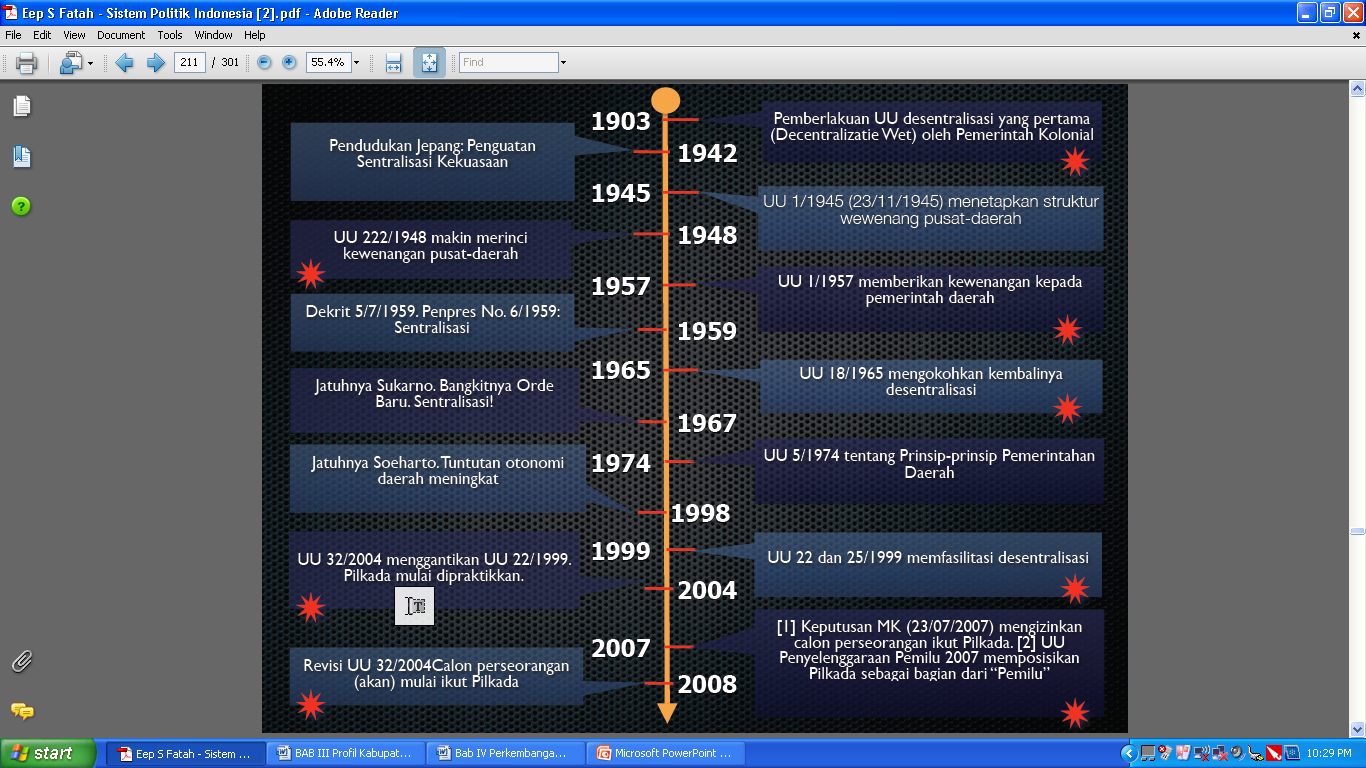 Eep S Fatah - Sistem Politik Indonesia [2].pdf - Adobe Reader
File Edit View Document Tools Window Help
211 / 301 55.4% Find
1903
Pemberlakuan UU desentralisasi yang pertama
(Decentralizatie Wet) oleh Pemerintah Kolonial
Pendudukan Jepang: Penguatan
Sentralisasi Kekuasaan
1942
1945
UU 1/1945 (23/11/1945) menetapkan struktur
wewenang pusat-daerah
UU 222/1948 makin merinci
kewenangan pusat-daerah
1948
1957
UU 1/1957 memberikan kewenangan kepada
pemerintah daerah
Dekrit 5/7/1959. Penpres No. 6/1959:
Sentralisasi
1959
1965
UU 18/1965 mengokohkan kembalinya
desentralisasi
Jatuhnya Sukarno. Bangkitnya Orde
Baru. Sentralisasi!
1967
1974
UU 5/1974 tentang Prinsip-prinsip Pemerintahan
Daerah
Jatuhnya Soeharto. Tuntutan otonomi
daerah meningkat
1998
1999
UU 22 dan 25/1999 memfasilitasi desentralisasi
UU 32/2004 menggantikan UU 22/1999.
Pilkada mulai dipraktikkan.
2004
2007
[1] Keputusan MK (23/07/2007) mengizinkan
calon perseorangan ikut Pilkada. [2] UU
Penyelenggaraan Pemilu 2007 memposisikan
Pilkada sebagai bagian dari “Pemilu”
Revisi UU 32/2004Calon perseorangan
(akan) mulai ikut Pilkada
2008
start
Eep S Fatah - Sistem ...
BAB III Profil Kabupat...
Bab IV Perkembanga...
Microsoft PowerPoint ...
10:29 PM